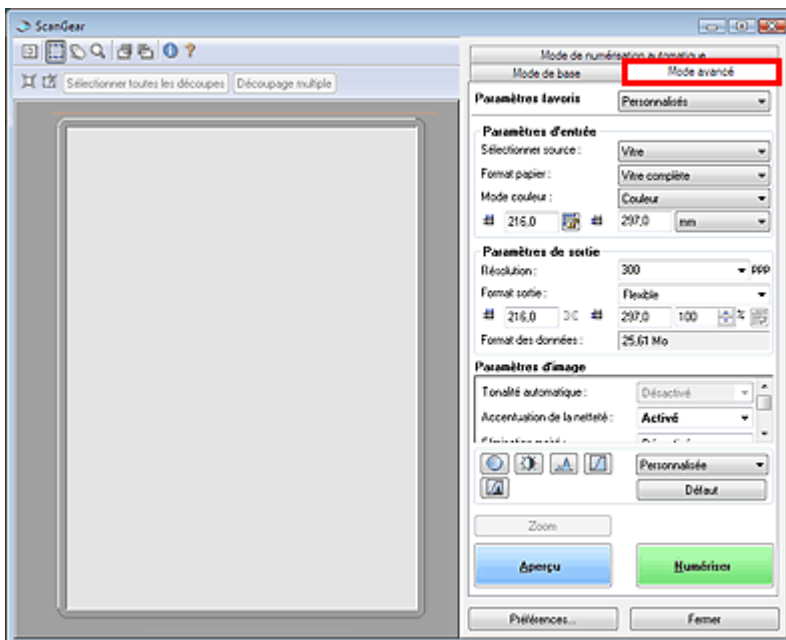 ScanGear
Sélectionner toutes les découpes Découpage multiple
Mode de numérisation automatique
Mode de base Mode avancé
Paramètres favoris Personnalisés
Paramètres d'entrée
Sélectionner source : Vitre
Format papier : Vitre complète
Mode couleur : Couleur
216,0 297,0 mm
Paramètres de sortie
Résolution : 300 ppp
Format sortie : Flexible
216,0 297,0 100 %
Format des données : 25,61 Mo
Paramètres d'image
Tonalité automatique : Désactivé
Accentuation de la netteté : Activé
Personnalisée
Défaut
Zoom
Aperçu Numériser
Préférences... Fermer